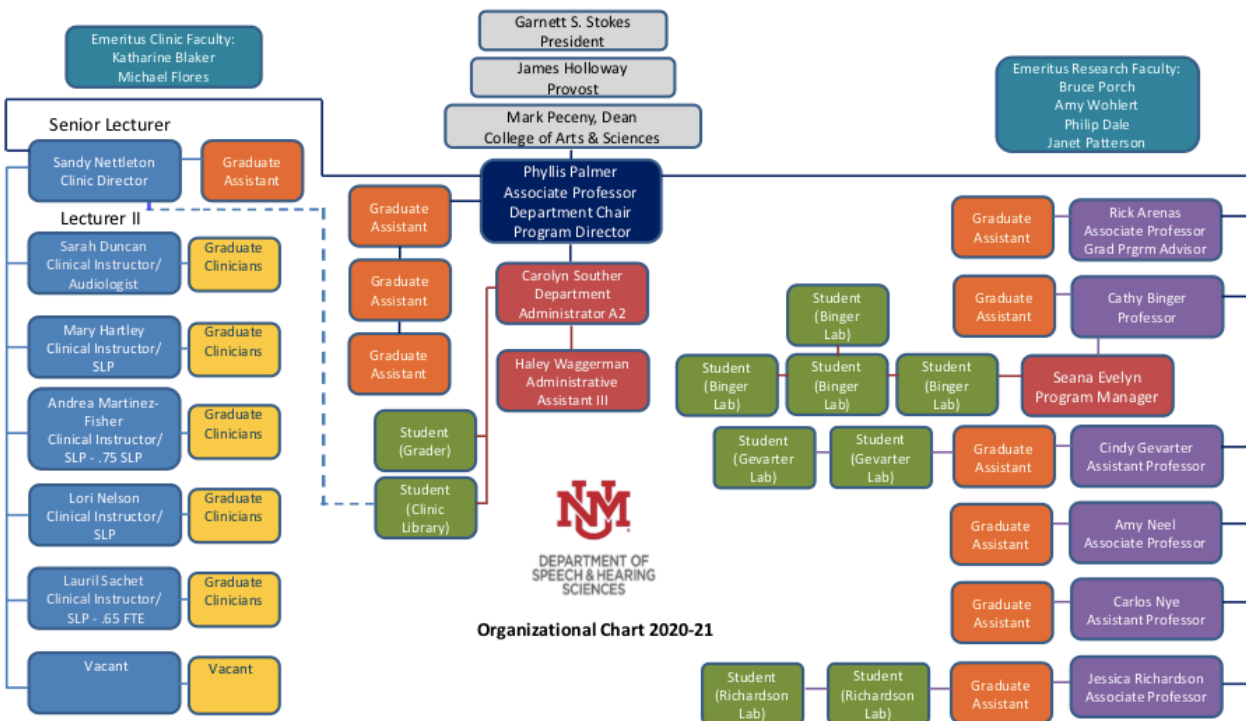 Emeritus Clinic Faculty:
Katharine Blaker
Michael Flores
Garnett S. Stokes
President
James Holloway
Provost
Mark Peceny, Dean
College of Arts & Sciences
Emeritus Research Faculty:
Bruce Porch
Amy Wohlert
Philip Dale
Janet Patterson
Senior Lecturer
Sandy Nettleton
Clinic Director
Graduate
Assistant
Lecturer II
Sarah Duncan
Clinical Instructor/
Audiologist
Graduate
Clinicians
Mary Hartley
Clinical Instructor/
SLP
Graduate
Clinicians
Andrea Martinez-
Fisher
Clinical Instructor/
SLP - .75 SLP
Graduate
Clinicians
Lori Nelson
Clinical Instructor/
SLP
Graduate
Clinicians
Lauril Sachet
Clinical Instructor/
SLP - .65 FTE
Graduate
Clinicians
Vacant
Vacant
Phyllis Palmer
Associate Professor
Department Chair
Program Director
Graduate
Assistant
Graduate
Assistant
Graduate
Assistant
Carolyn Souther
Department
Administrator A2
Haley Waggerman
Administrative
Assistant III
Student
(Grader)
Student
(Clinic
Library)
UNM
DEPARTMENT OF
SPEECH & HEARING
SCIENCES
Organizational Chart 2020-21
Graduate
Assistant
Rick Arenas
Associate Professor
Grad Prgrm Advisor
Graduate
Assistant
Cathy Binger
Professor
Student
(Binger
Lab)
Student
(Binger
Lab)
Student
(Binger
Lab)
Student
(Binger
Lab)
Seana Evelyn
Program Manager
Student
(Gevarter
Lab)
Student
(Gevarter
Lab)
Graduate
Assistant
Cindy Gevarter
Assistant Professor
Graduate
Assistant
Amy Neel
Associate Professor
Graduate
Assistant
Carlos Nye
Assistant Professor
Student
(Richardson
Lab)
Student
(Richardson
Lab)
Graduate
Assistant
Jessica Richardson
Associate Professor